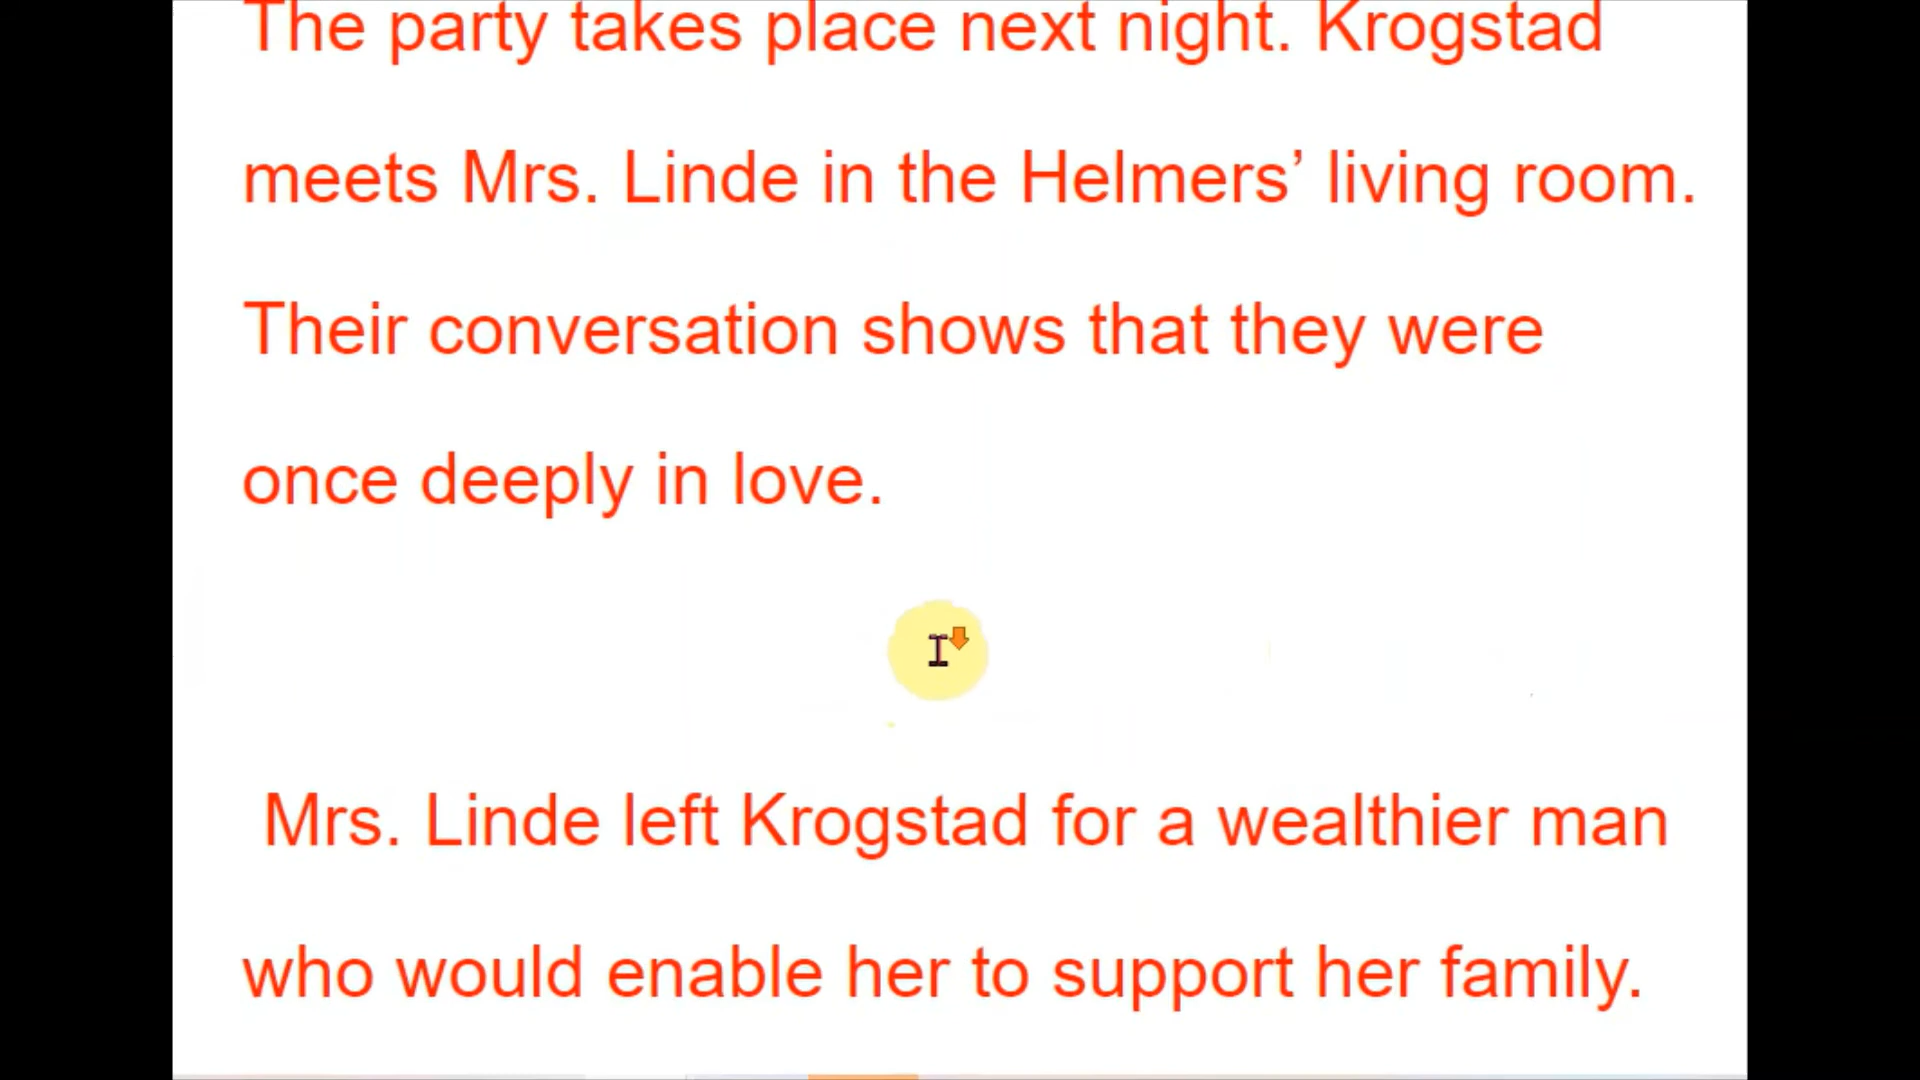 The party takes place next night. Krogstad
meets Mrs. Linde in the Helmers’ living room.
Their conversation shows that they were
once deeply in love.
Mrs. Linde left Krogstad for a wealthier man
who would enable her to support her family.